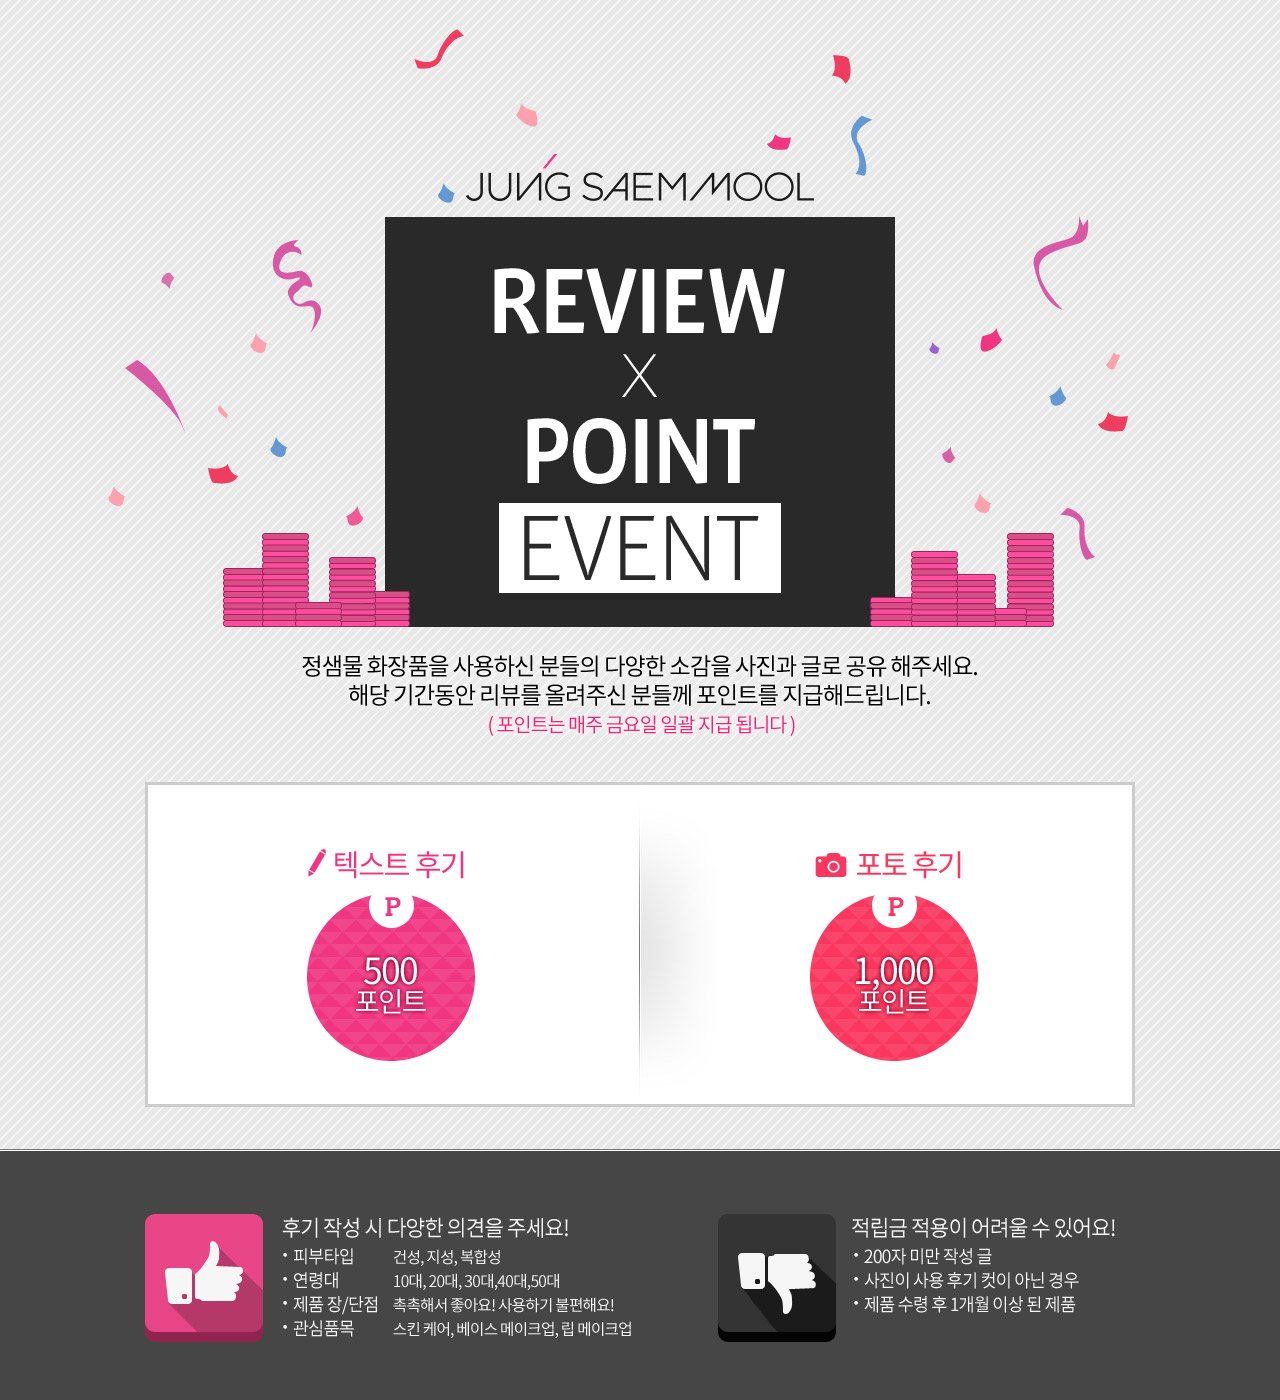 JUNG SAEM MOOL
REVIEW
X
POINT
EVENT
정샘물 화장품을 사용하신 분들의 다양한 소감을 사진과 글로 공유 해주세요.
해당 기간동안 리뷰를 올려주신 분들께 포인트를 지급해드립니다.
( 포인트는 매주 금요일 일괄 지급 됩니다 )
텍스트 후기
P
500
포인트
포토 후기
P
1,000
포인트
후기 작성 시 다양한 의견을 주세요!
• 피부타입 건성, 지성, 복합성
• 연령대 10대, 20대, 30대,40대,50대
• 제품 장/단점 촉촉해서 좋아요! 사용하기 불편해요!
• 관심품목 스킨 케어, 베이스 메이크업, 립 메이크업
적립금 적용이 어려울 수 있어요!
• 200자 미만 작성 글
• 사진이 사용 후기 컷이 아닌 경우
• 제품 수령 후 1개월 이상 된 제품